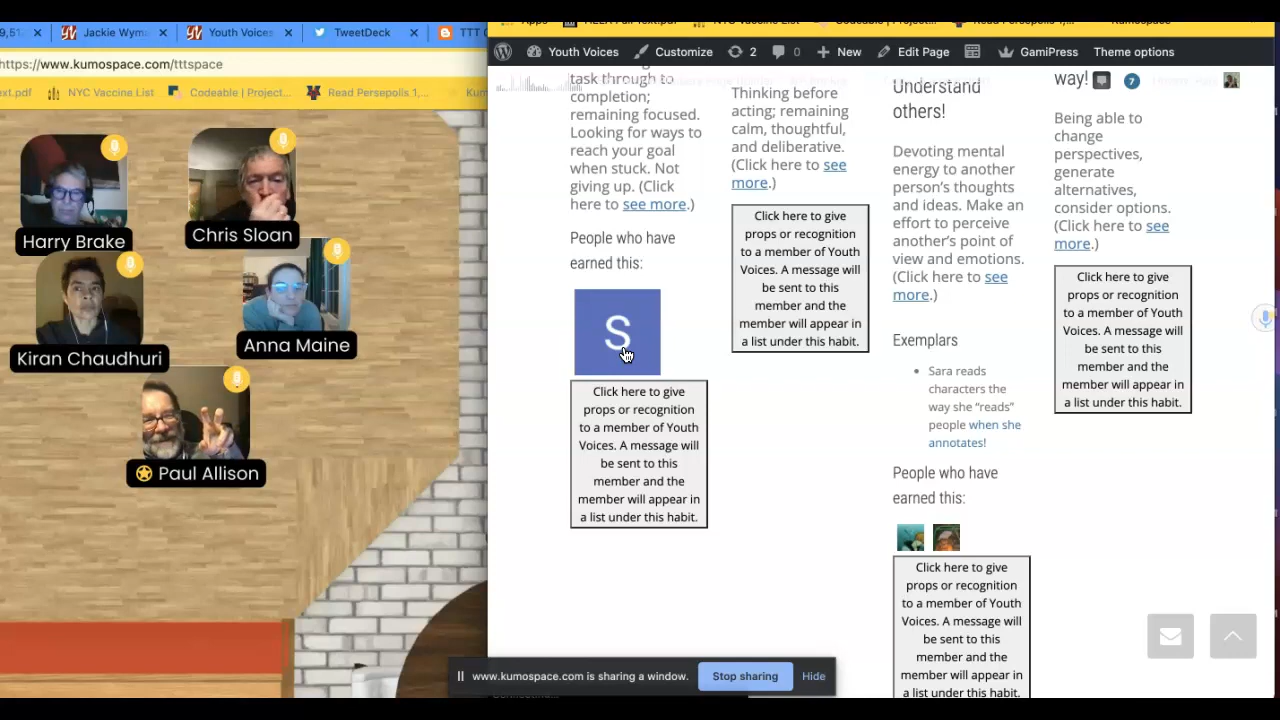 9,51
Jackie Wyma
Youth Voices
TweetDeck
TTT
https://www.kumospace.com/tttspace
ext.pdf
NYC Vaccine List
Codeable | Project...
Read Persepolis 1,...
Kum
Harry Brake
Chris Sloan
Kiran Chaudhuri
Anna Maine
Paul Allison
Youth Voices
Customize
2
0
New
Edit Page
GamiPress
Theme options
task through to
completion;
remaining focused.
Looking for ways to
reach your goal
when stuck. Not
giving up. (Click
here to see more.)
People who have
earned this:
S
Click here to give
props or recognition
to a member of Youth
Voices. A message will
be sent to this
member and the
member will appear in
a list under this habit.
Thinking before
acting; remaining
calm, thoughtful,
and deliberative.
(Click here to see
more.)
Click here to give
props or recognition
to a member of Youth
Voices. A message will
be sent to this
member and the
member will appear in
a list under this habit.
Understand
others!
Devoting mental
energy to another
person's thoughts
and ideas. Make an
effort to perceive
another's point of
view and emotions.
(Click here to see
more.)
Exemplars
• Sara reads
characters the
way she “reads”
people when she
annotates!
People who have
earned this:
Click here to give
props or recognition
to a member of Youth
Voices. A message will
be sent to this
member and the
member will appear in
a list under this habit.
way!
7
Being able to
change
perspectives,
generate
alternatives,
consider options.
(Click here to see
more.)
Click here to give
props or recognition
to a member of Youth
Voices. A message will
be sent to this
member and the
member will appear in
a list under this habit.
www.kumospace.com is sharing a window.
Stop sharing
Hide